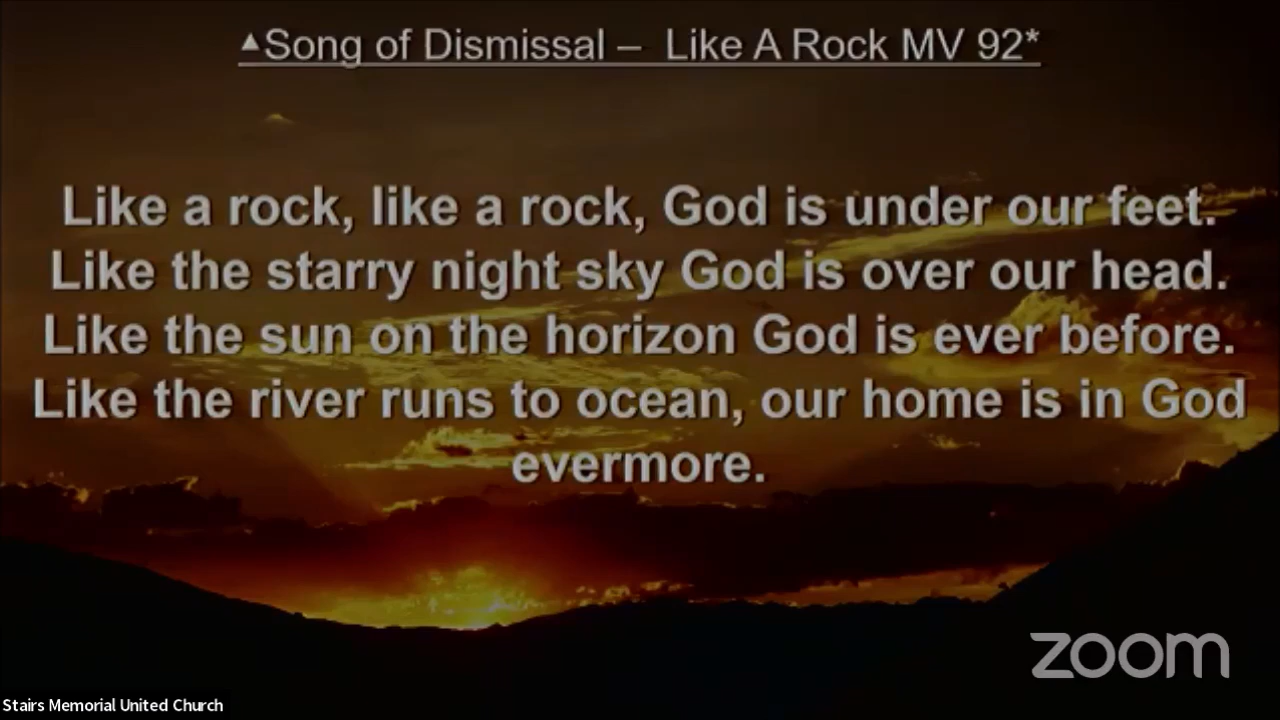 ▲Song of Dismissal – Like A Rock MV 92*
Like a rock, like a rock, God is under our feet.
Like the starry night sky God is over our head.
Like the sun on the horizon God is ever before.
Like the river runs to ocean, our home is in God
evermore.
zoom
Stairs Memorial United Church